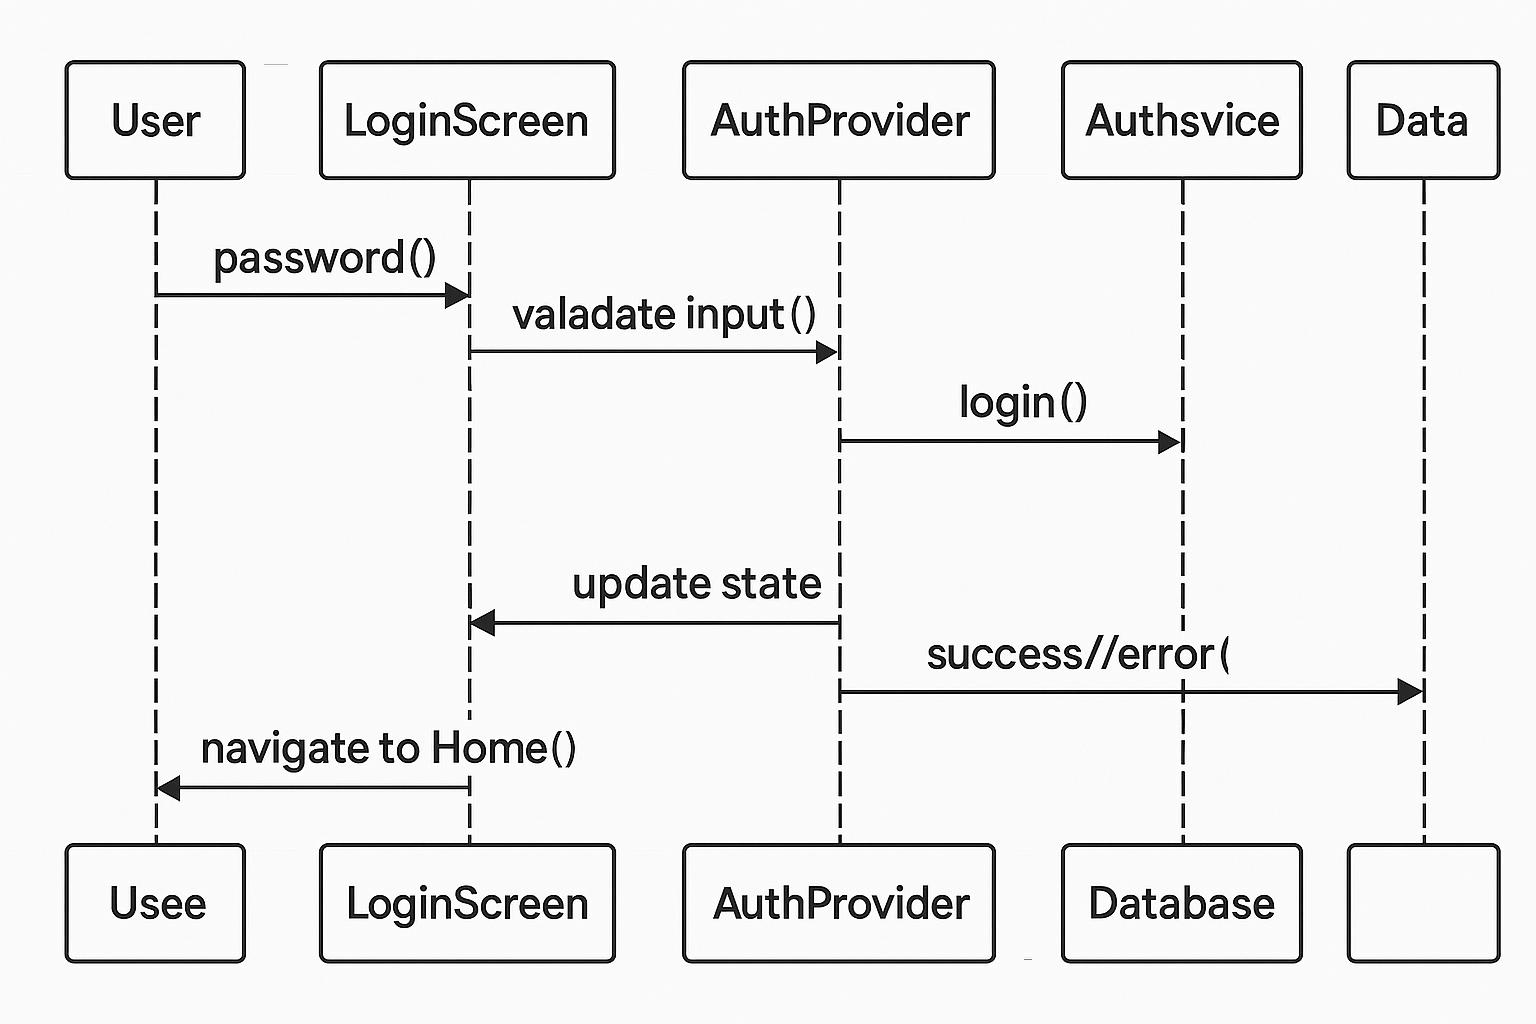 User
LoginScreen
AuthProvider
Authsvice
Data
password()
valadate input()
login()
update state
success//error(
navigate to Home()
Usee
LoginScreen
AuthProvider
Database